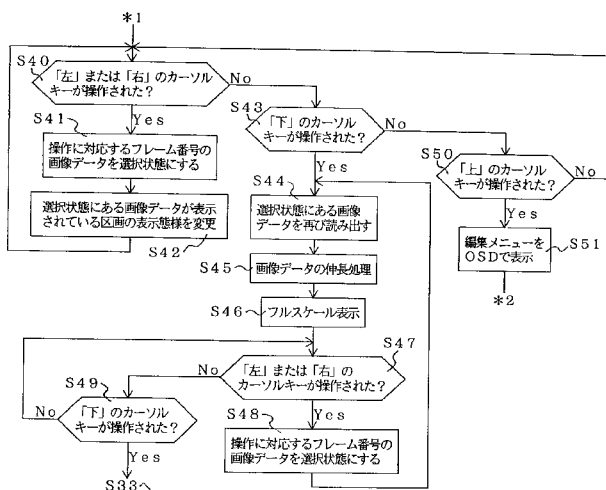 *1
S40
「左」または「右」のカーソル
キーが操作された？
No
Yes
S41
操作に対応するフレーム番号の
画像データを選択状態にする
選択状態にある画像データが表示
されている区画の表示態様を変更
S42
S43
「下」のカーソル
キーが操作された？
No
Yes
S44
選択状態にある画像
データを再び読み出す
S45
画像データの伸長処理
S46
フルスケール表示
S47
「左」または「右」の
カーソルキーが操作された？
No
Yes
S48
操作に対応するフレーム番号の
画像データを選択状態にする
S49
「下」のカーソル
キーが操作された？
No
Yes
S33へ
S50
「上」のカーソル
キーが操作された？
No
Yes
編集メニューを
OSDで表示
S51
*2